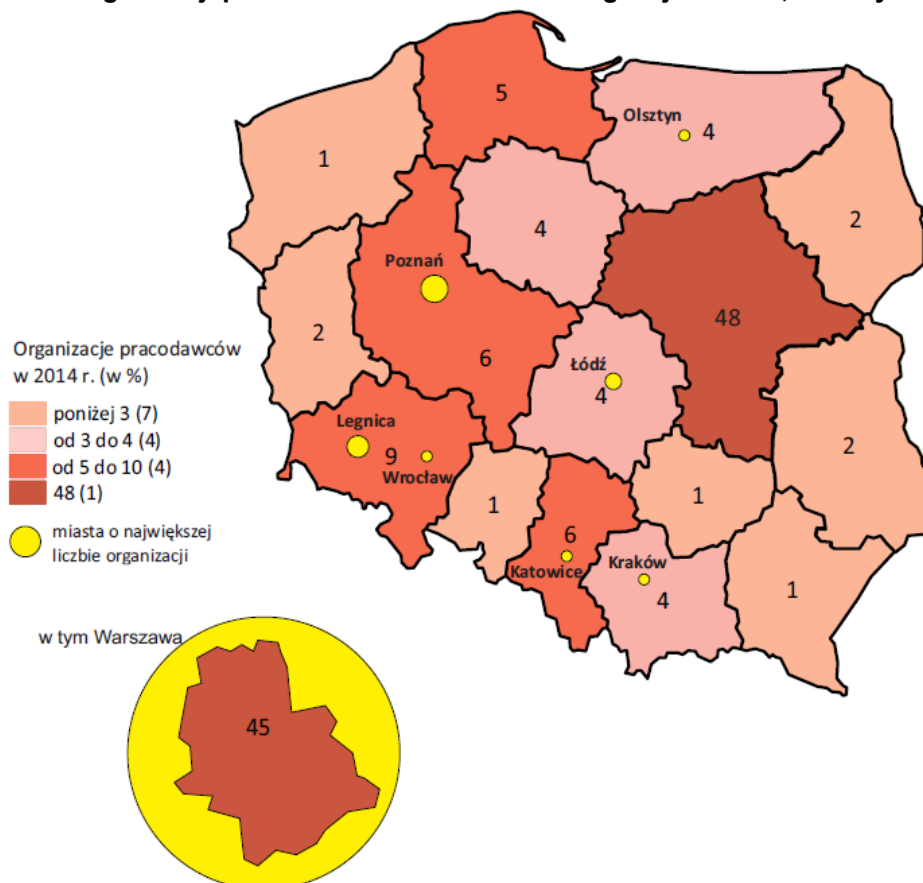 5
Olsztyn
4
1
4
2
Poznań
48
2
6
Organizacje pracodawców
w 2014 r. (w %)
poniżej 3 (7)
od 3 do 4 (4)
od 5 do 10 (4)
48 (1)
miasta o największej
liczbie organizacji
Łódź
4
Legnica
9
Wrocław
2
1
1
6
Katowice
Kraków
4
1
w tym Warszawa
45